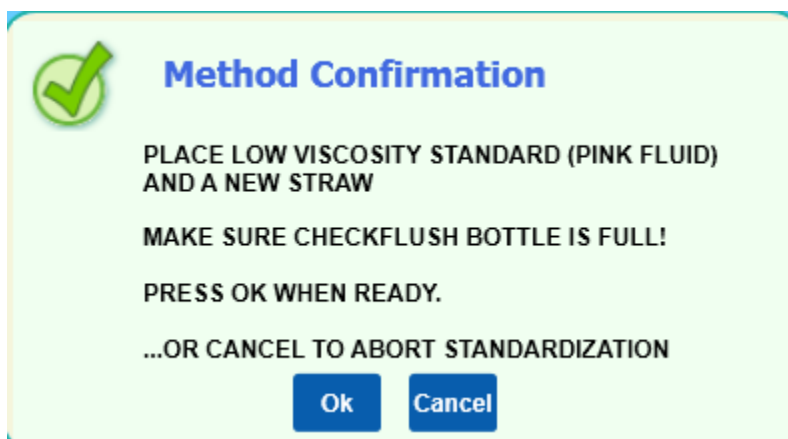 Method Confirmation
PLACE LOW VISCOSITY STANDARD (PINK FLUID)
AND A NEW STRAW
MAKE SURE CHECKFLUSH BOTTLE IS FULL!
PRESS OK WHEN READY.
...OR CANCEL TO ABORT STANDARDIZATION
Ok Cancel